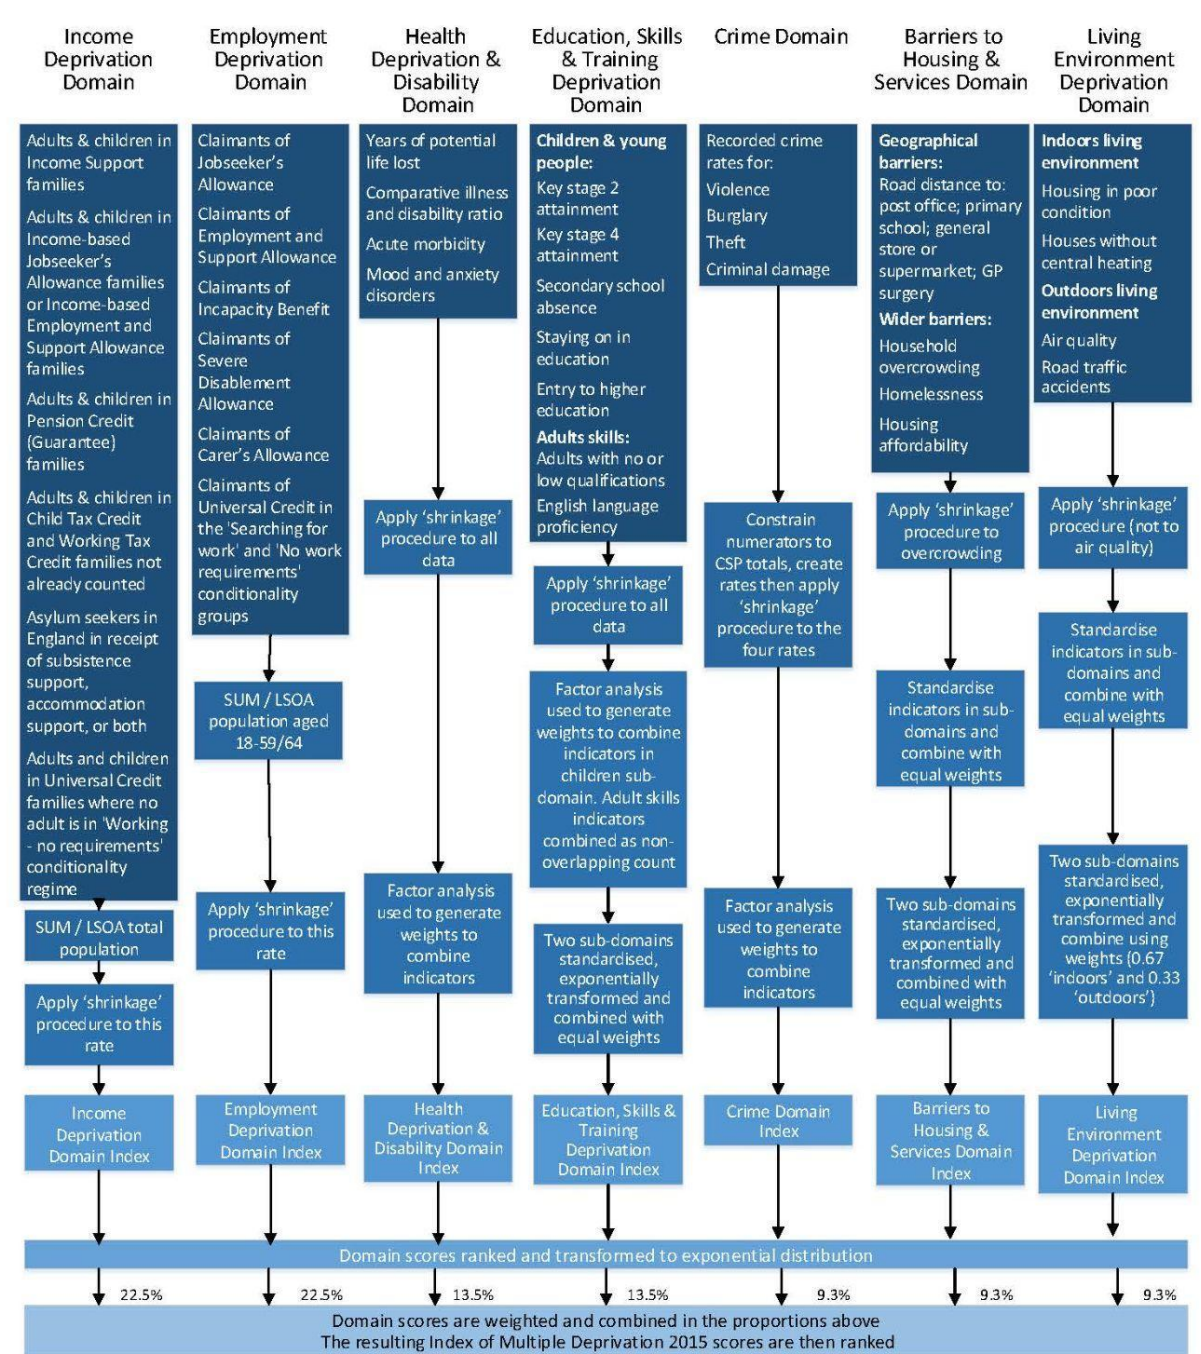 Income
Deprivation
Domain
Adults & children in
Income Support
families
Adults & children in
Income-based
Jobseeker’s
Allowance families
or Income-based
Employment and
Support Allowance
families
Adults & children in
Pension Credit
(Guarantee)
families
Adults & children in
Child Tax Credit
and Working Tax
Credit families not
already counted
Asylum seekers in
England in receipt
of subsistence
support,
accommodation
support, or both
Adults and children
in Universal Credit
families where no
adult is in 'Working
- no requirements'
conditionality
regime
SUM / LSOA total
population
Apply ‘shrinkage’
procedure to this
rate
Income
Deprivation
Domain Index
Employment
Deprivation
Domain
Claimants of
Jobseeker’s
Allowance
Claimants of
Employment and
Support Allowance
Claimants of
Incapacity Benefit
Claimants of
Severe
Disablement
Allowance
Claimants of
Carer’s Allowance
Claimants of
Universal Credit in
the 'Searching for
work' and 'No work
requirements'
conditionality
groups
SUM / LSOA
population aged
18-59/64
Apply ‘shrinkage’
procedure to this
rate
Employment
Deprivation
Domain Index
Health
Deprivation &
Disability
Domain
Years of potential
life lost
Comparative illness
and disability ratio
Acute morbidity
Mood and anxiety
disorders
Apply ‘shrinkage’
procedure to all
data
Factor analysis
used to generate
weights to
combine
indicators
Health
Deprivation &
Disability Domain
Index
Education, Skills
& Training
Deprivation
Domain
Children & young
people:
Key stage 2
attainment
Key stage 4
attainment
Secondary school
absence
Staying on in
education
Entry to higher
education
Adults skills:
Adults with no or
low qualifications
English language
proficiency
Apply ‘shrinkage’
procedure to all
data
Factor analysis
used to generate
weights to combine
indicators in
children sub-
domain. Adult skills
indicators
combined as non-
overlapping count
Two sub-domains
standardised,
exponentially
transformed and
combined with
equal weights
Education, Skills &
Training
Deprivation
Domain Index
Crime Domain
Recorded crime
rates for:
Violence
Burglary
Theft
Criminal damage
Constrain
numerators to
CSP totals, create
rates then apply
‘shrinkage’
procedure to the
four rates
Factor analysis
used to generate
weights to
combine
indicators
Crime Domain
Index
Barriers to
Housing &
Services Domain
Geographical
barriers:
Road distance to:
post office; primary
school; general
store or
supermarket; GP
surgery
Wider barriers:
Household
overcrowding
Homelessness
Housing
affordability
Apply ‘shrinkage’
procedure to
overcrowding
Standardise
indicators in sub-
domains and
combine with
equal weights
Two sub-domains
standardised,
exponentially
transformed and
combined with
equal weights
Barriers to
Housing &
Services Domain
Index
Living
Environment
Deprivation
Domain
Indoors living
environment
Housing in poor
condition
Houses without
central heating
Outdoors living
environment
Air quality
Road traffic
accidents
Apply ‘shrinkage’
procedure (not to
air quality)
Standardise
indicators in sub-
domains and
combine with
equal weights
Two sub-domains
standardised,
exponentially
transformed and
combine using
weights (0.67
‘indoors’ and 0.33
‘outdoors’)
Living
Environment
Deprivation
Domain Index
Domain scores ranked and transformed to exponential distribution
22.5% 22.5% 13.5% 13.5% 9.3% 9.3% 9.3%
Domain scores are weighted and combined in the proportions above
The resulting Index of Multiple Deprivation 2015 scores are then ranked